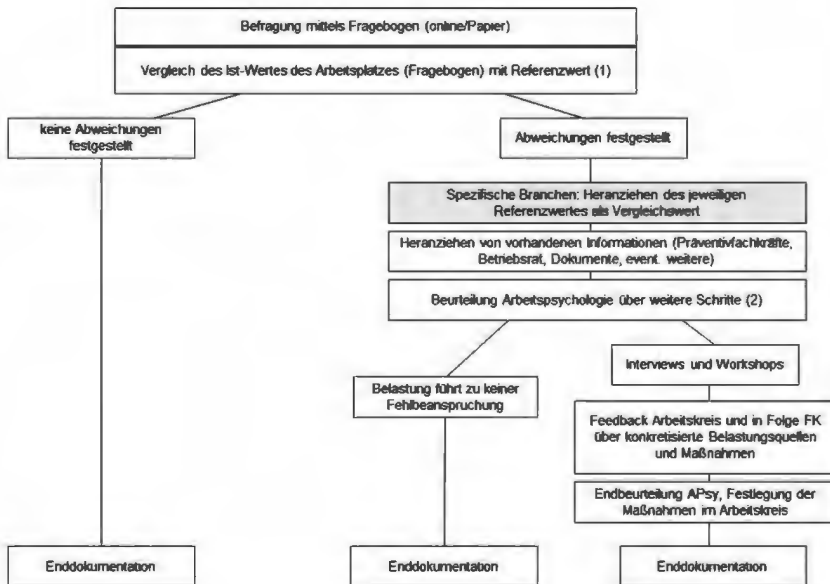 Befragung mittels Fragebogen (online/Papier)
Vergleich des Ist-Wertes des Arbeitsplatzes (Fragebogen) mit Referenzwert (1)
keine Abweichungen
festgestellt
Abweichungen festgestellt
Spezifische Branchen: Heranziehen des jeweiligen
Referenzwertes als Vergleichswert
Heranziehen von vorhandenen Informationen (Präventivfachkräfte,
Betriebsrat, Dokumente, event. weitere)
Beurteilung Arbeitspsychologie über weitere Schritte (2)
Belastung führt zu keiner
Fehlbeanspruchung
Interviews und Workshops
Feedback Arbeitskreis und in Folge FK
über konkretisierte Belastungsquellen
und Maßnahmen
Endbeurteilung APsy, Festlegung der
Maßnahmen im Arbeitskreis
Enddokumentation
Enddokumentation
Enddokumentation